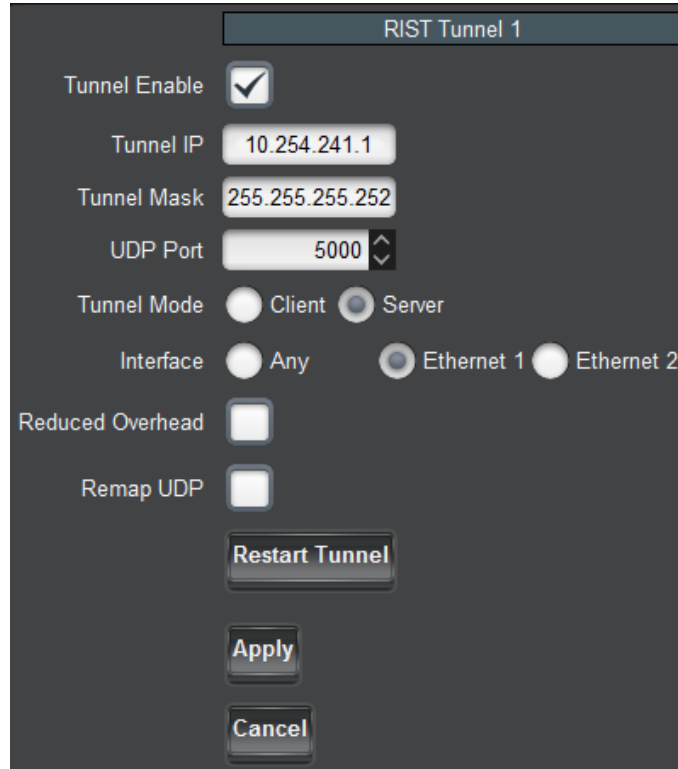 RIST Tunnel 1
Tunnel Enable
Tunnel IP 10.254.241.1
Tunnel Mask 255.255.255.252
UDP Port 5000
Tunnel Mode Client Server
Interface Any Ethernet 1 Ethernet 2
Reduced Overhead
Remap UDP
Restart Tunnel
Apply
Cancel